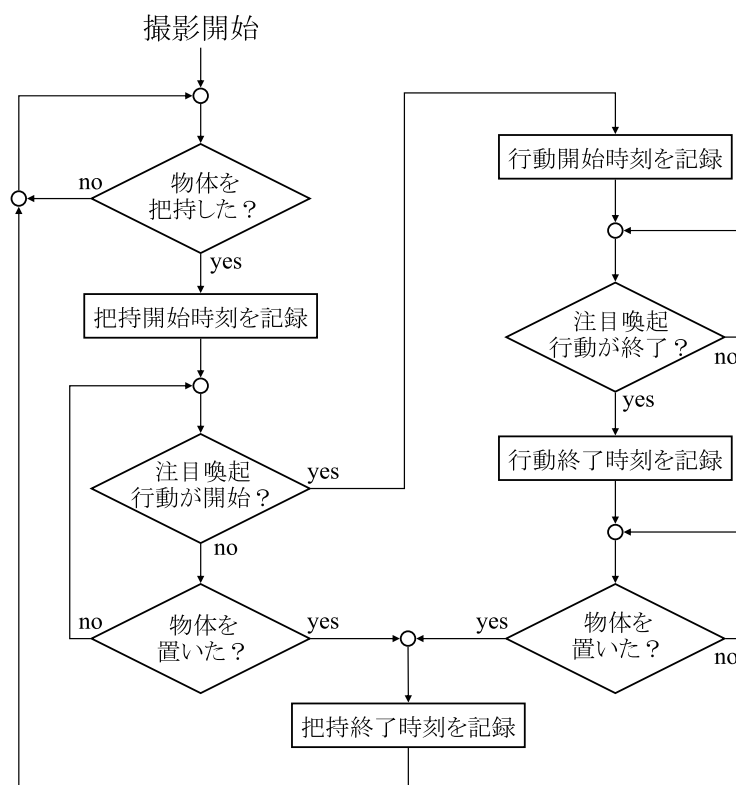 撮影開始
物体を
把持した？
no
yes
把持開始時刻を記録
注目喚起
行動が開始？
yes
no
物体を
置いた？
no
yes
行動開始時刻を記録
注目喚起
行動が終了？
no
yes
行動終了時刻を記録
物体を
置いた？
yes
no
把持終了時刻を記録